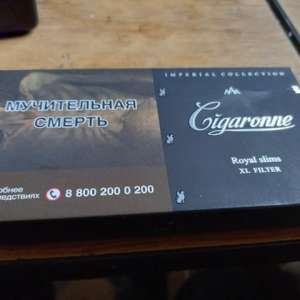 IMPERIAL COLLECTION
МУЧИТЕЛЬНАЯ
СМЕРТЬ
Cigaronne
Royal slims
XL FILTER
8 800 200 0 200